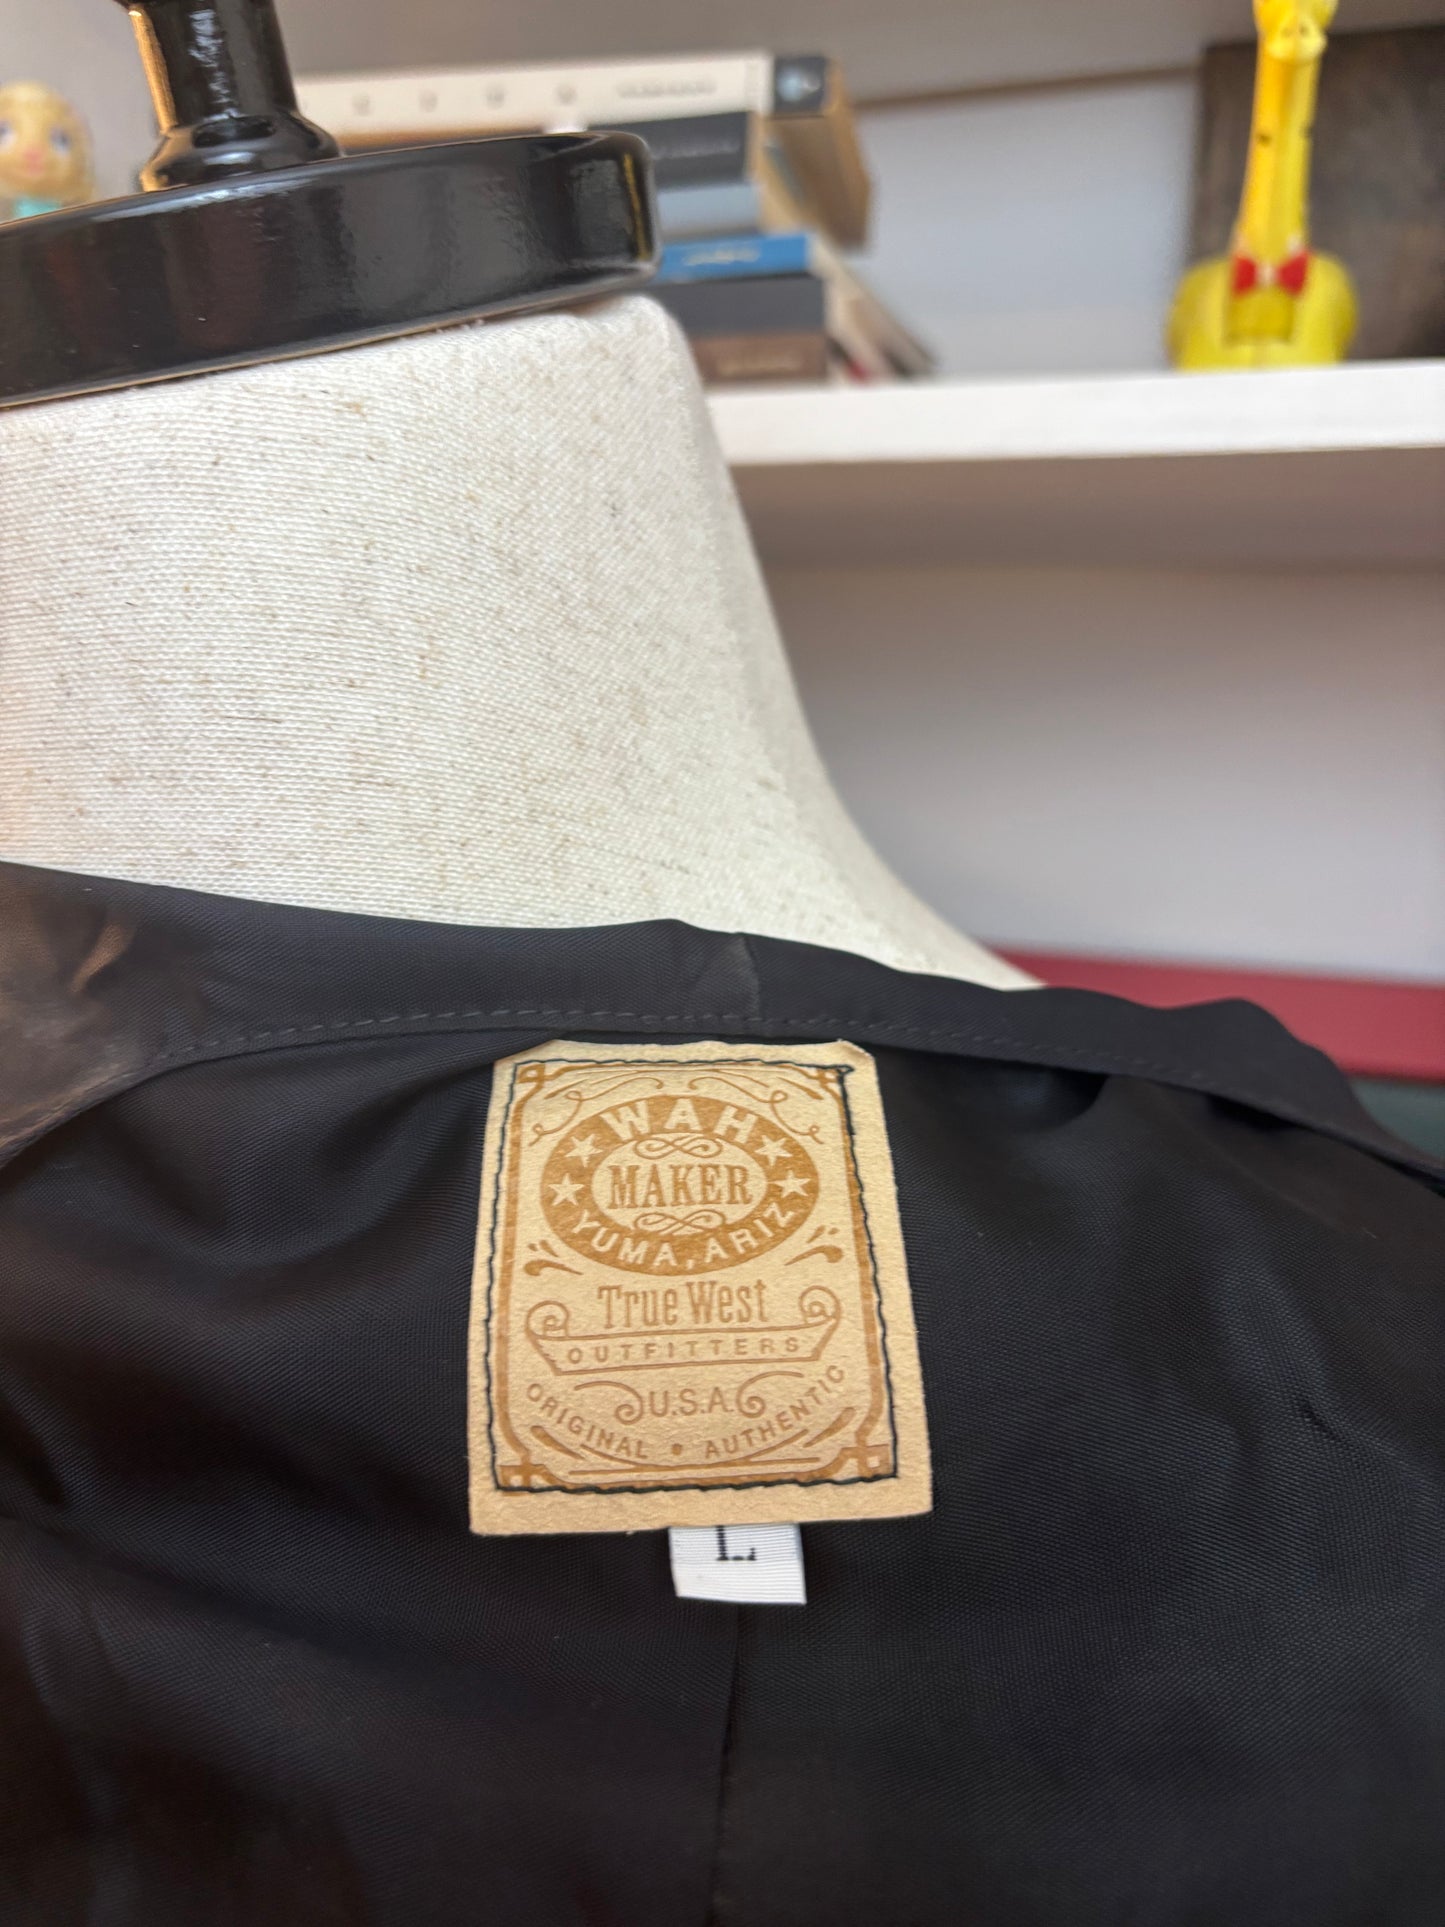 WAH
MAKER
YUMA, ARIZ
True West
OUTFITTERS
U.S.A.
ORIGINAL • AUTHENTIC
L